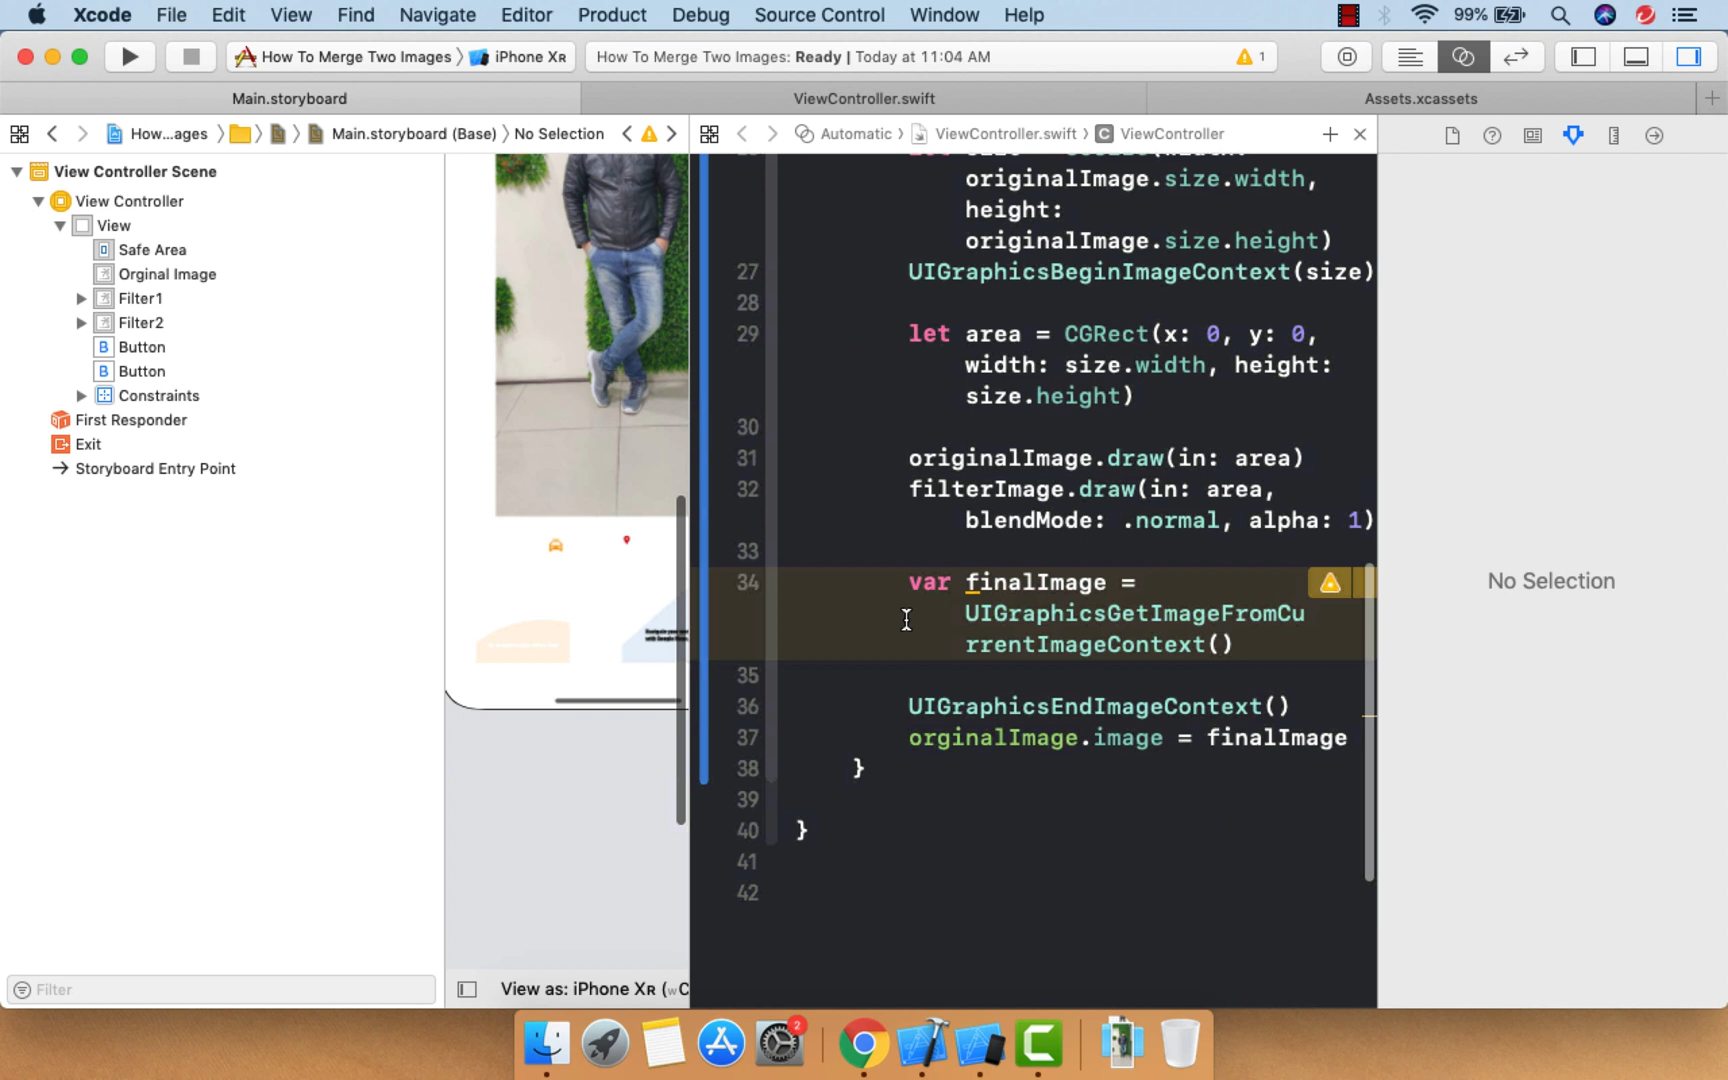 Xcode File Edit View Find Navigate Editor Product Debug Source Control Window Help 99%
How To Merge Two Images iPhone XR How To Merge Two Images: Ready | Today at 11:04 AM 1
Main.storyboard ViewController.swift Assets.xcassets
How...ages Main.storyboard (Base) No Selection Automatic ViewController.swift C ViewController
View Controller Scene
View Controller
View
Safe Area
Orginal Image
Filter1
Filter2
B Button
B Button
Constraints
First Responder
Exit
Storyboard Entry Point
originalImage.size.width,
height:
originalImage.size.height)
27 UIGraphicsBeginImageContext(size)
28
29 let area = CGRect(x: 0, y: 0,
width: size.width, height:
size.height)
30
31 originalImage.draw(in: area)
32 filterImage.draw(in: area,
blendMode: .normal, alpha: 1)
33
34 var finalImage =
UIGraphicsGetImageFromCu
rrentImageContext()
35
36 UIGraphicsEndImageContext()
37 orginalImage.image = finalImage
38 }
39
40 }
41
42
No Selection
Filter
View as: iPhone XR (wC
2